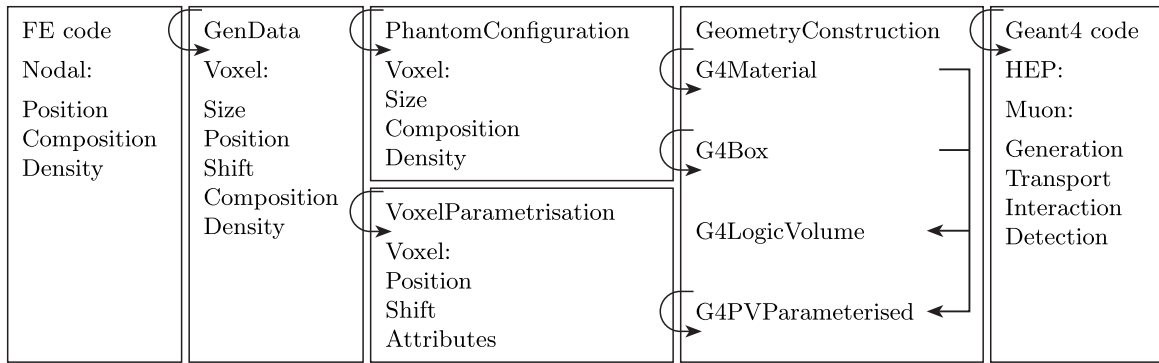 FE code
Nodal:
Position
Composition
Density
GenData
Voxel:
Size
Position
Shift
Composition
Density
PhantomConfiguration
Voxel:
Size
Composition
Density
VoxelParametrisation
Voxel:
Position
Shift
Attributes
GeometryConstruction
G4Material
G4Box
G4LogicVolume
G4PVParameterised
Geant4 code
HEP:
Muon:
Generation
Transport
Interaction
Detection